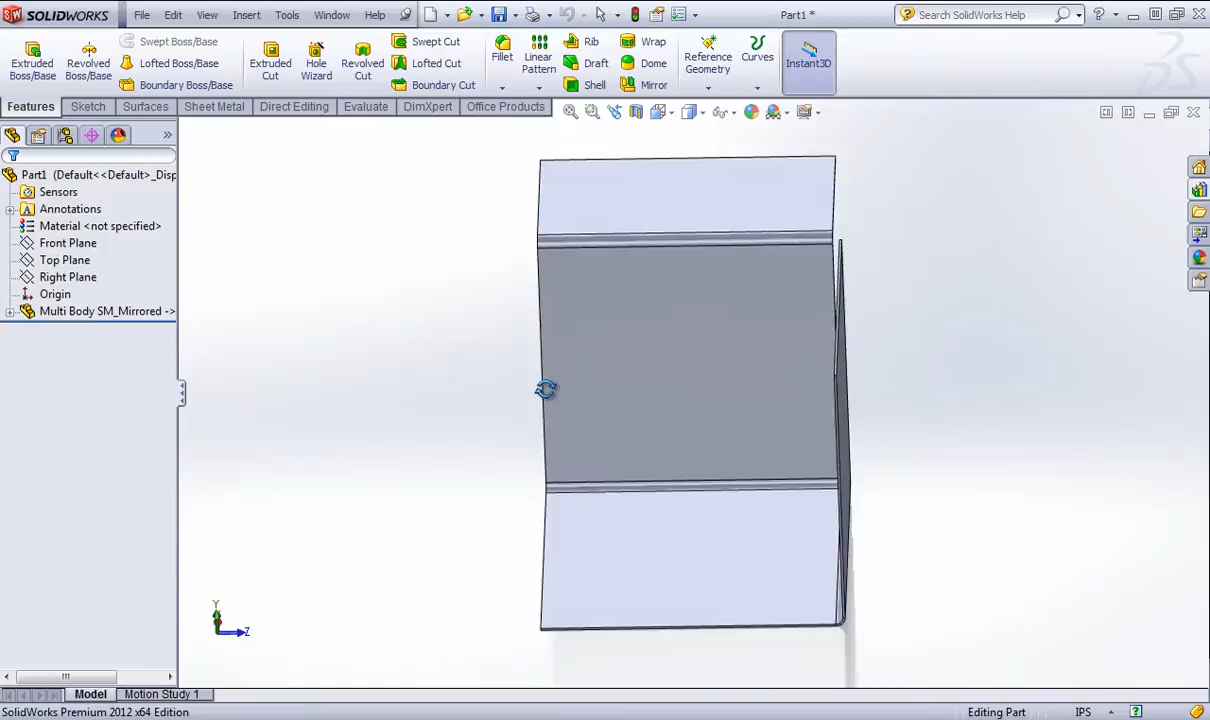 SOLIDWORKS File Edit View Insert Tools Window Help Part1 * Search SolidWorks Help
Extruded Boss/Base Revolved Boss/Base Swept Boss/Base Lofted Boss/Base Boundary Boss/Base Extruded Cut Hole Wizard Revolved Cut Swept Cut Lofted Cut Boundary Cut Fillet Linear Pattern Rib Draft Shell Wrap Dome Mirror Reference Geometry Curves Instant3D
Features Sketch Surfaces Sheet Metal Direct Editing Evaluate DimXpert Office Products
Part1 (Default<<Default>_Disp
Sensors
Annotations
Material <not specified>
Front Plane
Top Plane
Right Plane
Origin
Multi Body SM_Mirrored ->
Y
Z
Model Motion Study 1
SolidWorks Premium 2012 x64 Edition Editing Part IPS